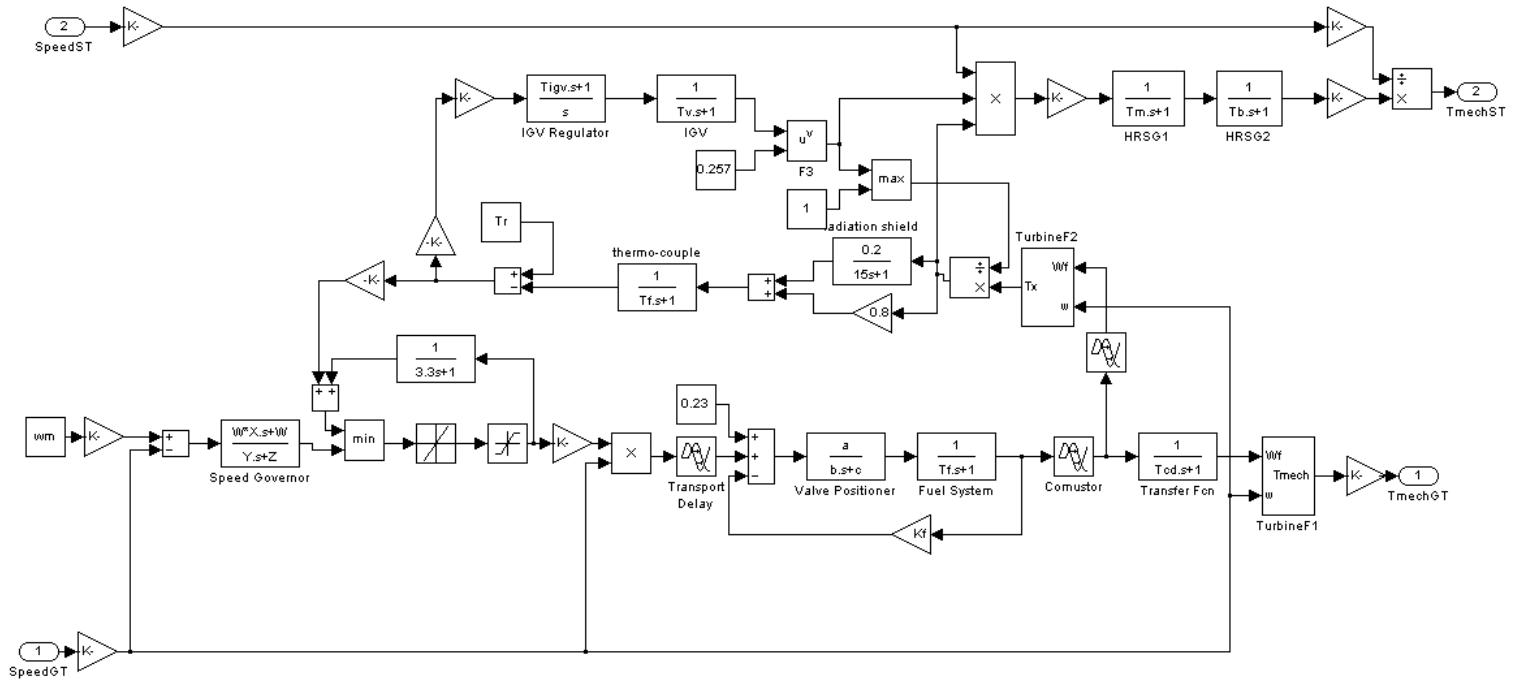 2
K-
K-
SpeedST
Tigv.s+1
s
IGV Regulator
1
Tv.s+1
IGV
K-
×
K-
1
Tm.s+1
HRSG1
1
Tb.s+1
HRSG2
K-
÷
×
2
TmechST
0.257
u^v
F3
max
1
-K-
Tr
radiation shield
0.2
15s+1
thermo-couple
1
Tf.s+1
+
+
+
−
-K-
0.8
÷
×
TurbineF2
Wf
Tx
w
1
3.3s+1
+ +
wm
K-
+
−
W*X.s+W
Y.s+Z
Speed Governor
min
K-
×
Transport
Delay
0.23
+
+
−
a
b.s+c
Valve Positioner
1
Tf.s+1
Fuel System
Comustor
1
Tcd.s+1
Transfer Fcn
Wf
Tmech
w
TurbineF1
K-
1
TmechGT
Kf
1
K-
SpeedGT